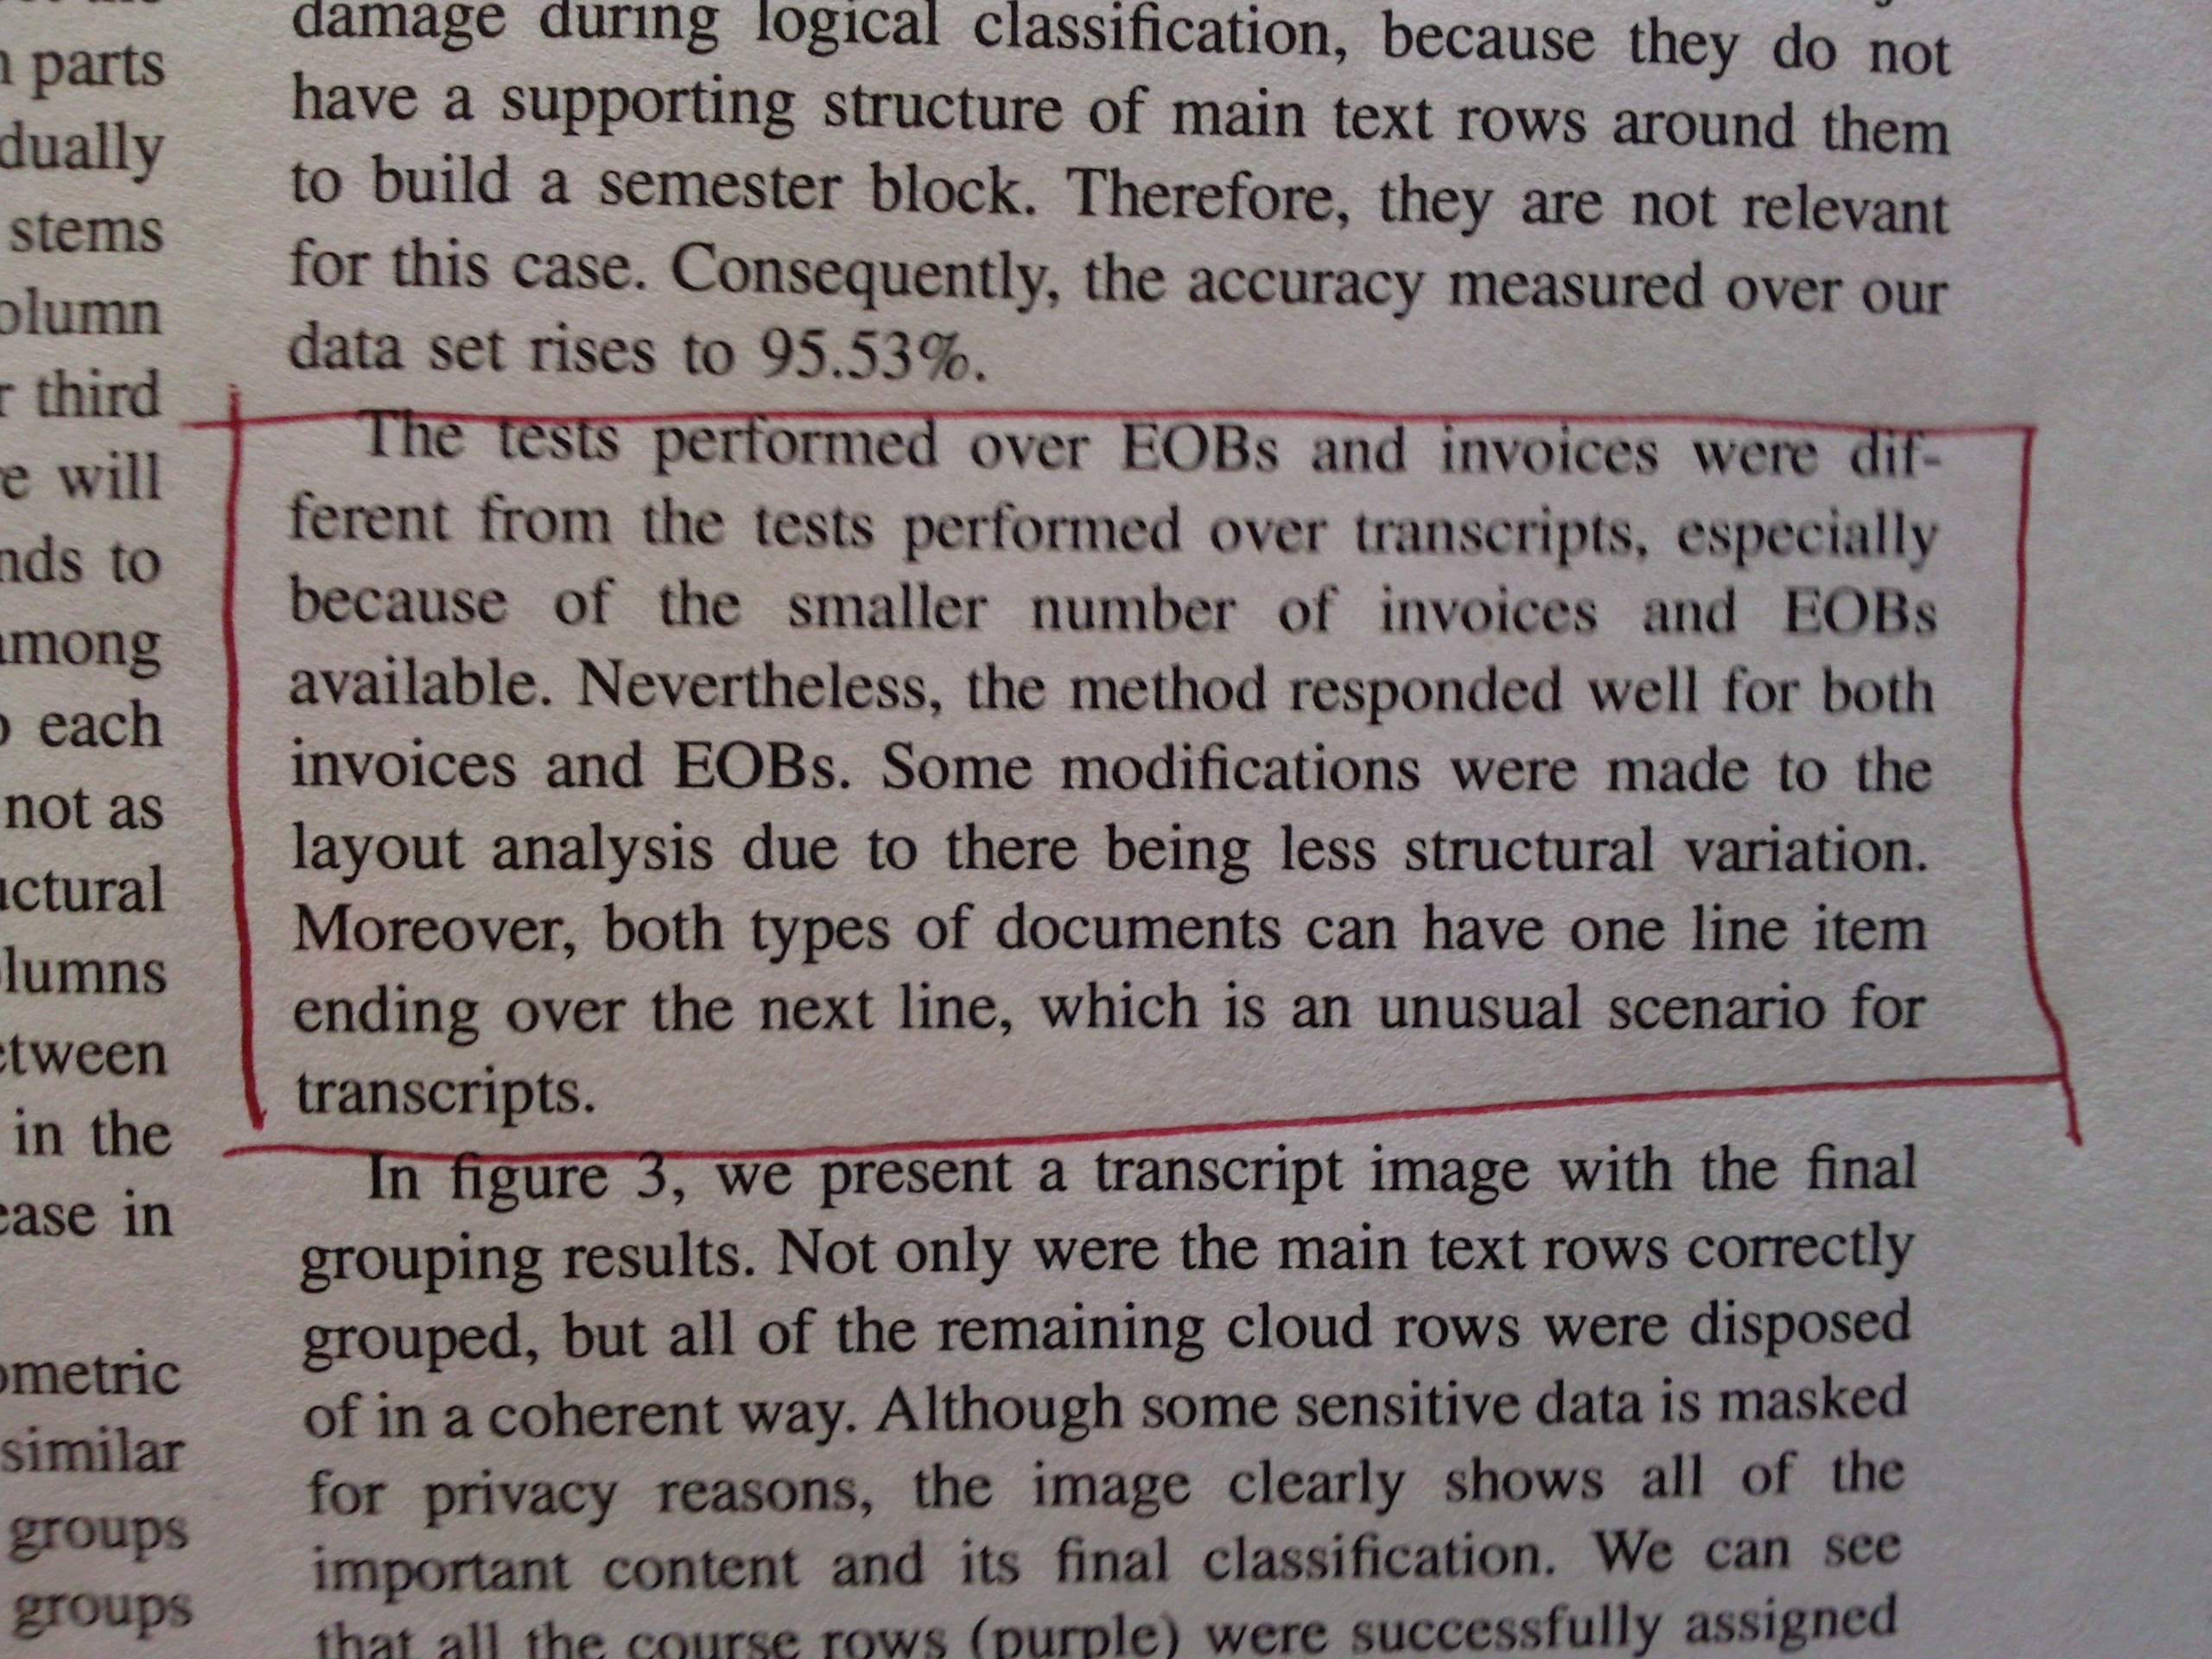 parts
dually
stems
third
will
to
each
not as
in the
in
similar
groups
groups
damage during logical classification, because they do not
have a supporting structure of main text rows around them
to build a semester block. Therefore, they are not relevant
for this case. Consequently, the accuracy measured over our
data set rises to 95.53%.
The tests performed over EOBs and invoices were dif-
ferent from the tests performed over transcripts, especially
because of the smaller number of invoices and EOBs
available. Nevertheless, the method responded well for both
invoices and EOBs. Some modifications were made to the
layout analysis due to there being less structural variation.
Moreover, both types of documents can have one line item
ending over the next line, which is an unusual scenario for
transcripts.
In figure 3, we present a transcript image with the final
grouping results. Not only were the main text rows correctly
grouped, but all of the remaining cloud rows were disposed
of in a coherent way. Although some sensitive data is masked
for privacy reasons, the image clearly shows all of the
important content and its final classification. We can see
that all the course rows (purple) were successfully assigned